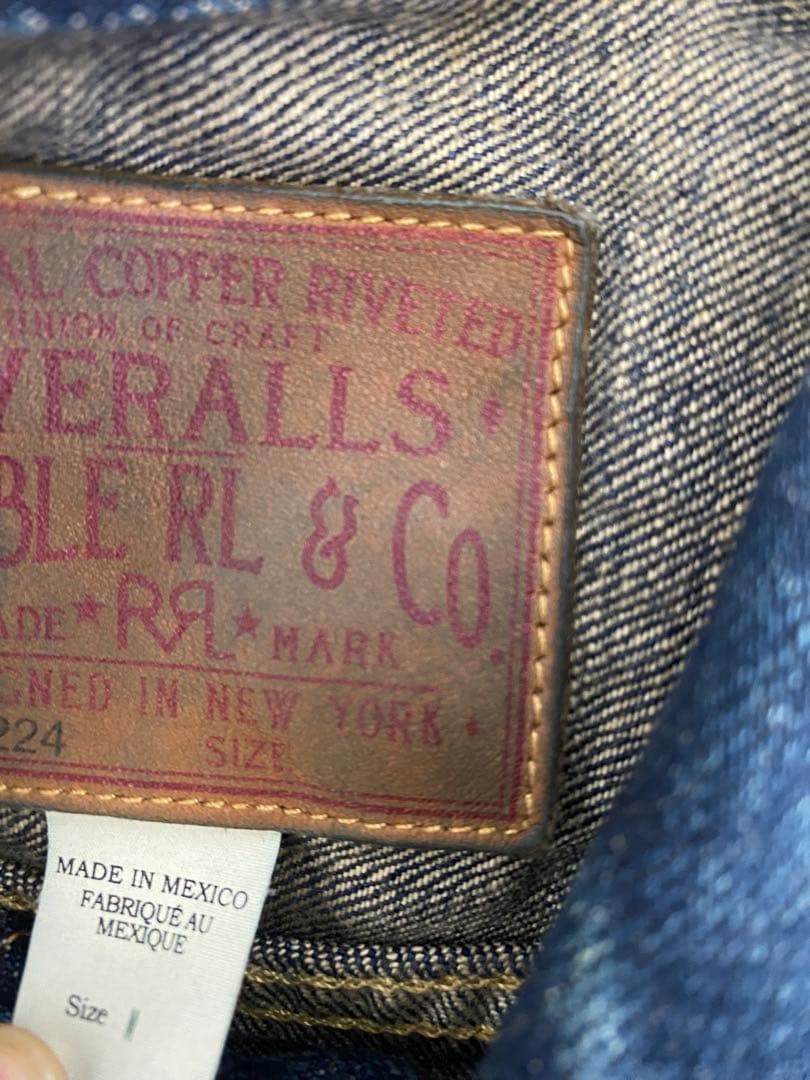 AL COPPER RIVETED
UNION OF CRAFT
VERALLS
BLE RL & Co.
ADE ★ RRL ★ MARK
GNED IN NEW YORK
224 SIZE
MADE IN MEXICO
FABRIQUÉ AU
MEXIQUE
Size